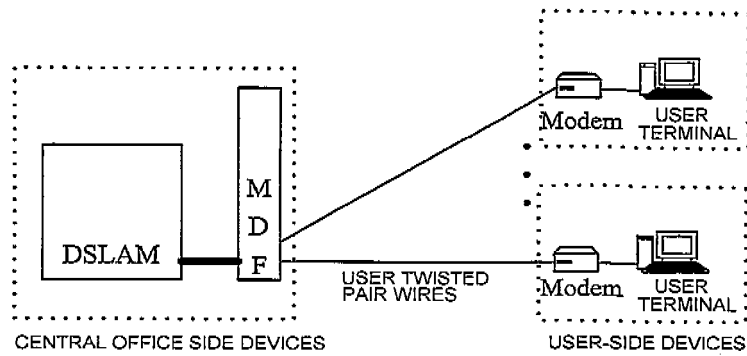 Modem
USER
TERMINAL
M
D
F
DSLAM
USER TWISTED
PAIR WIRES
Modem
USER
TERMINAL
CENTRAL OFFICE SIDE DEVICES
USER-SIDE DEVICES